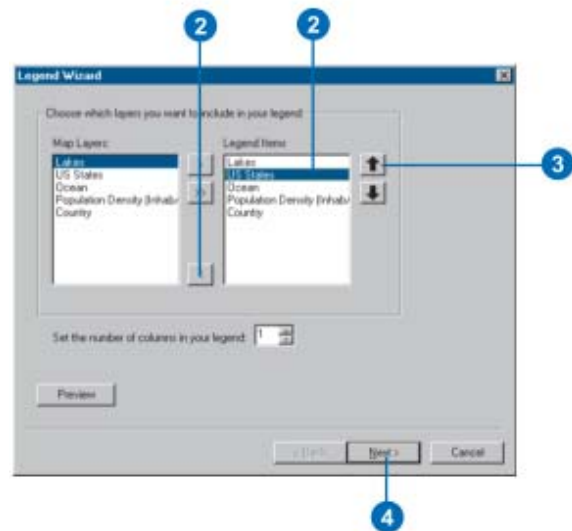 2
2
Legend Wizard
Choose which layers you want to include in your legend
Map Layers:
Legend Items
Lakes
US States
Ocean
Population Density (Inhab/
Country
>
>>
<
Lakes
US States
Ocean
Population Density (Inhab/
Country
3
Set the number of columns in your legend: 1
Preview
< Back
Next >
Cancel
4